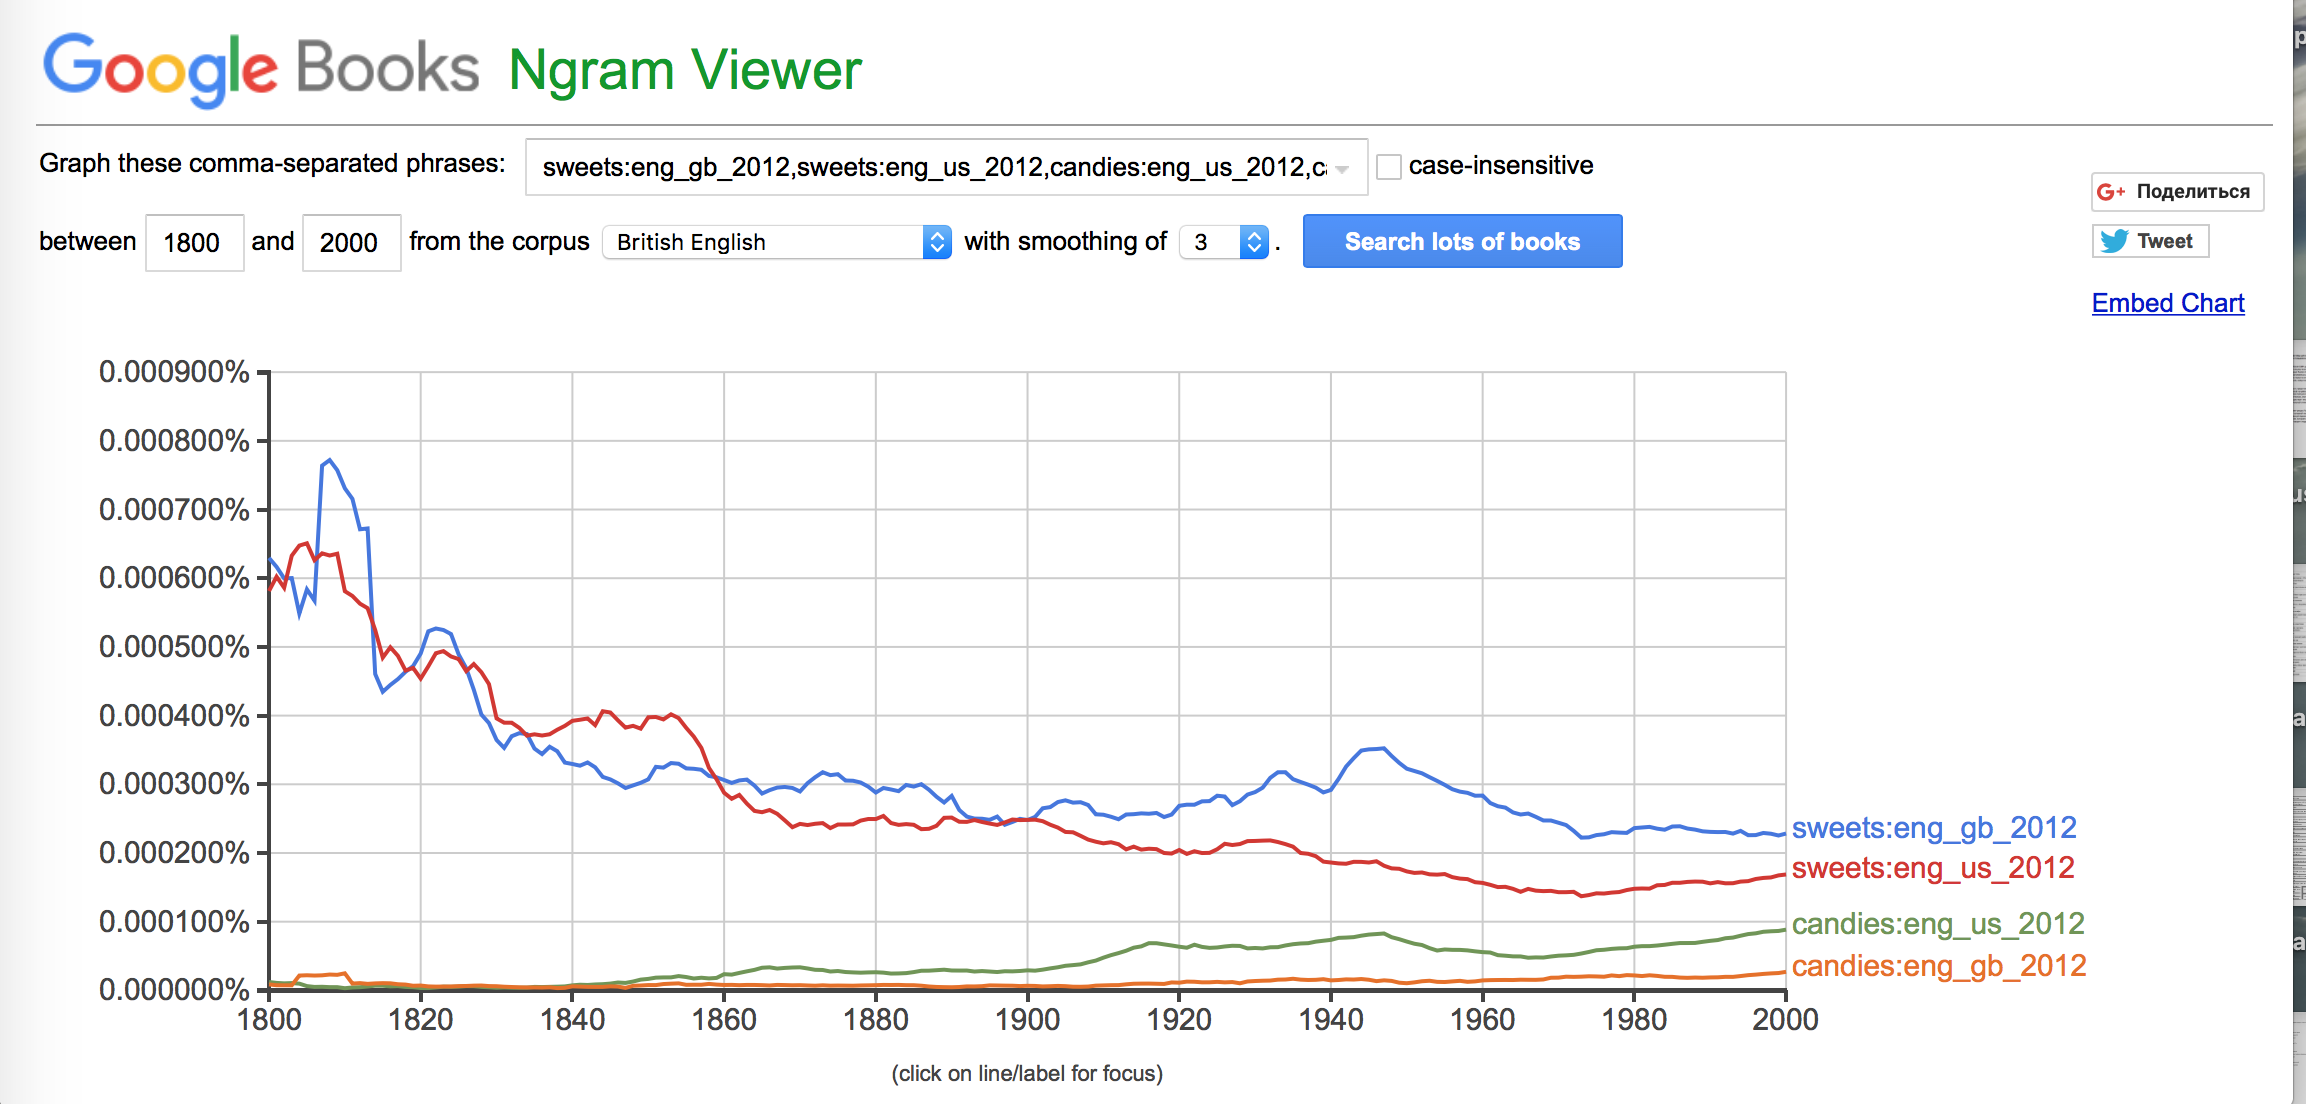 Google Books Ngram Viewer
Graph these comma-separated phrases: sweets:eng_gb_2012,sweets:eng_us_2012,candies:eng_us_2012, case-insensitive
G+ Поделиться
between 1800 and 2000 from the corpus British English with smoothing of 3 . Search lots of books
Tweet
Embed Chart
0.000900%
0.000800%
0.000700%
0.000600%
0.000500%
0.000400%
0.000300%
0.000200%
0.000100%
0.000000%
sweets:eng_gb_2012
sweets:eng_us_2012
candies:eng_us_2012
candies:eng_gb_2012
1800 1820 1840 1860 1880 1900 1920 1940 1960 1980 2000
(click on line/label for focus)